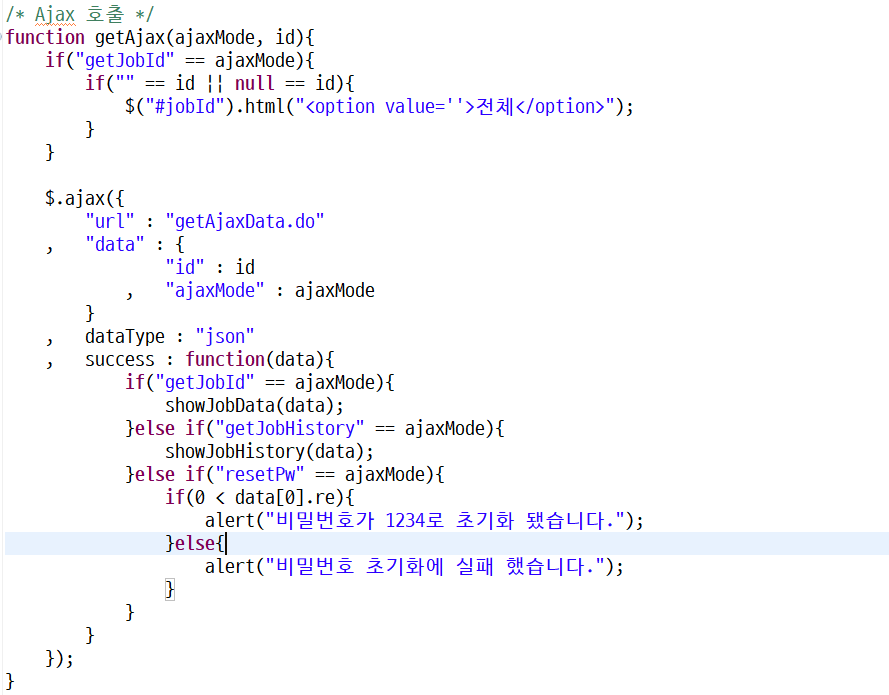 /* Ajax 호출 */
function getAjax(ajaxMode, id){
    if("getJobId" == ajaxMode){
        if("" == id || null == id){
            $("#jobId").html("<option value=''>전체</option>");
        }
    }

    $.ajax({
        "url" : "getAjaxData.do"
    ,   "data" : {
                "id" : id
            ,   "ajaxMode" : ajaxMode
        }
    ,   dataType : "json"
    ,   success : function(data){
            if("getJobId" == ajaxMode){
                showJobData(data);
            }else if("getJobHistory" == ajaxMode){
                showJobHistory(data);
            }else if("resetPw" == ajaxMode){
                if(0 < data[0].re){
                    alert("비밀번호가 1234로 초기화 됐습니다.");
                }else{
                    alert("비밀번호 초기화에 실패 했습니다.");
                }
            }
        }
    });
}